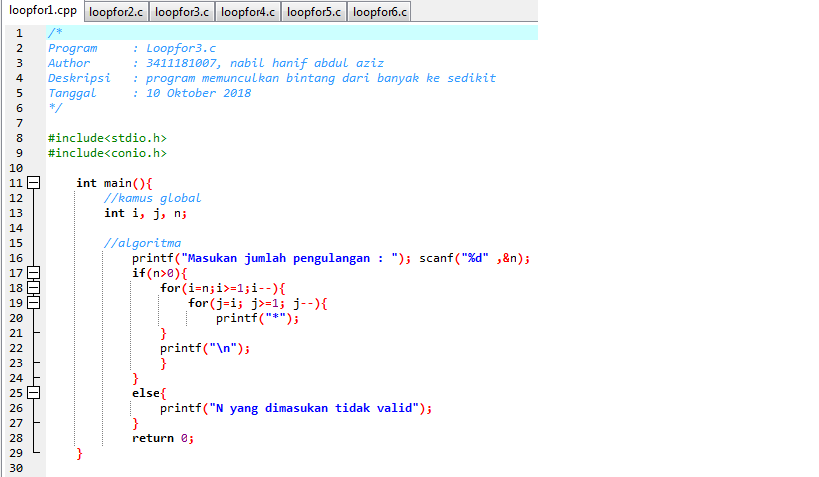 loopfor1.cpp loopfor2.c loopfor3.c loopfor4.c loopfor5.c loopfor6.c
1 /*
2 Program     : Loopfor3.c
3 Author      : 3411181007, nabil hanif abdul aziz
4 Deskripsi   : program memunculkan bintang dari banyak ke sedikit
5 Tanggal     : 10 Oktober 2018
6 */
7
8 #include<stdio.h>
9 #include<conio.h>
10
11     int main(){
12         //kamus global
13         int i, j, n;
14
15         //algoritma
16             printf("Masukan jumlah pengulangan : "); scanf("%d" ,&n);
17             if(n>0){
18                 for(i=n;i>=1;i--){
19                     for(j=i; j>=1; j--){
20                         printf("*");
21                 }
22                 printf("\n");
23                 }
24             }
25             else{
26                 printf("N yang dimasukan tidak valid");
27             }
28             return 0;
29     }
30